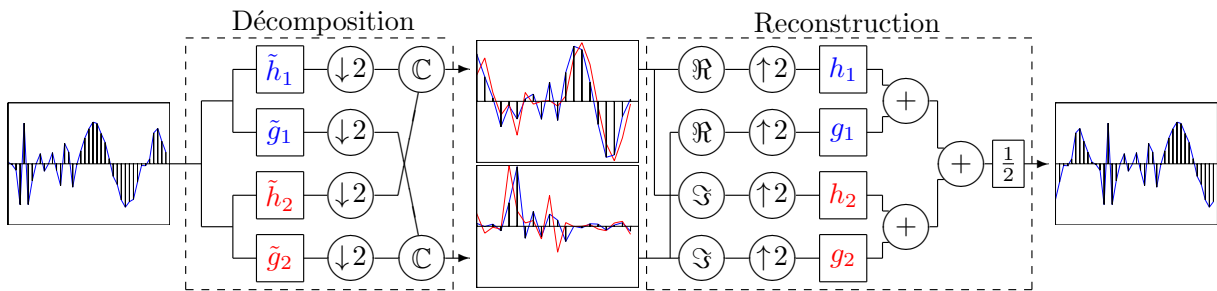 Décomposition Reconstruction
h̃₁ ↓2 ℂ ℜ ↑2 h₁
g̃₁ ↓2 ℜ ↑2 g₁ +
+ 1/2
h̃₂ ↓2 ℑ ↑2 h₂ +
g̃₂ ↓2 ℂ ℑ ↑2 g₂